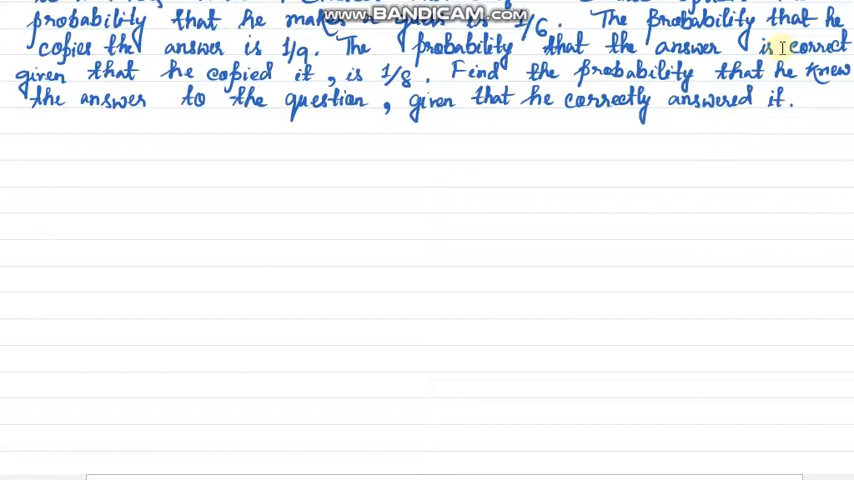 probability that he makes a guess is 1/6. The Probability that he
www.BANDICAM.com
copies the answer is 1/9. The probability that the answer is correct
given that he copied it, is 1/8. Find the probability that he knew
the answer to the question, given that he correctly answered it.